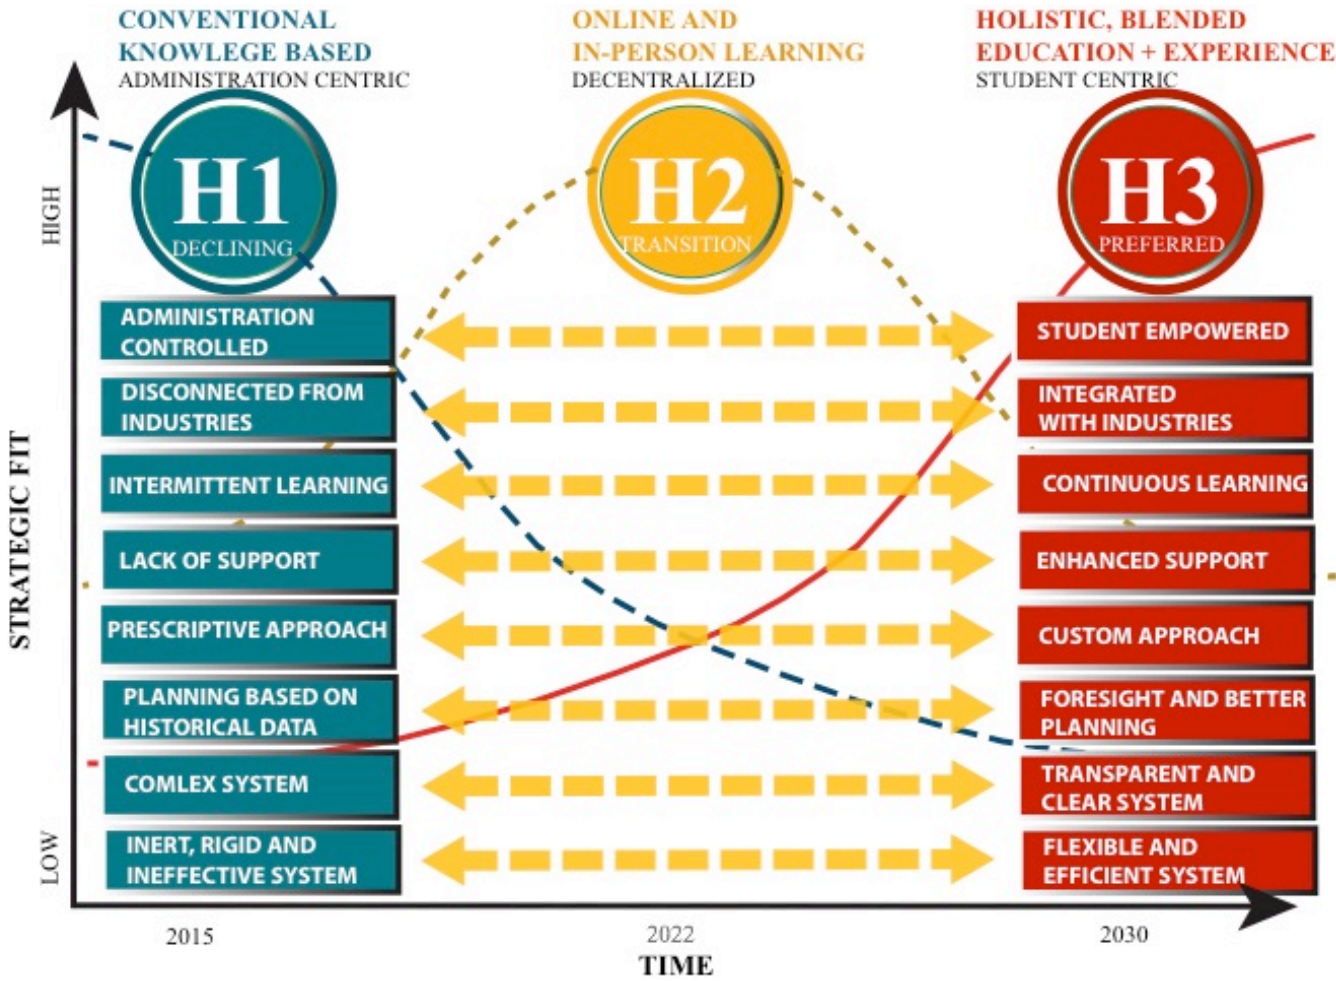 CONVENTIONAL
KNOWLEGE BASED
ADMINISTRATION CENTRIC
ONLINE AND
IN-PERSON LEARNING
DECENTRALIZED
HOLISTIC, BLENDED
EDUCATION + EXPERIENCE
STUDENT CENTRIC
H1
DECLINING
H2
TRANSITION
H3
PREFERRED
HIGH
STRATEGIC FIT
LOW
ADMINISTRATION
CONTROLLED
STUDENT EMPOWERED
DISCONNECTED FROM
INDUSTRIES
INTEGRATED
WITH INDUSTRIES
INTERMITTENT LEARNING
CONTINUOUS LEARNING
LACK OF SUPPORT
ENHANCED SUPPORT
PRESCRIPTIVE APPROACH
CUSTOM APPROACH
PLANNING BASED ON
HISTORICAL DATA
FORESIGHT AND BETTER
PLANNING
COMLEX SYSTEM
TRANSPARENT AND
CLEAR SYSTEM
INERT, RIGID AND
INEFFECTIVE SYSTEM
FLEXIBLE AND
EFFICIENT SYSTEM
2015
2022
2030
TIME